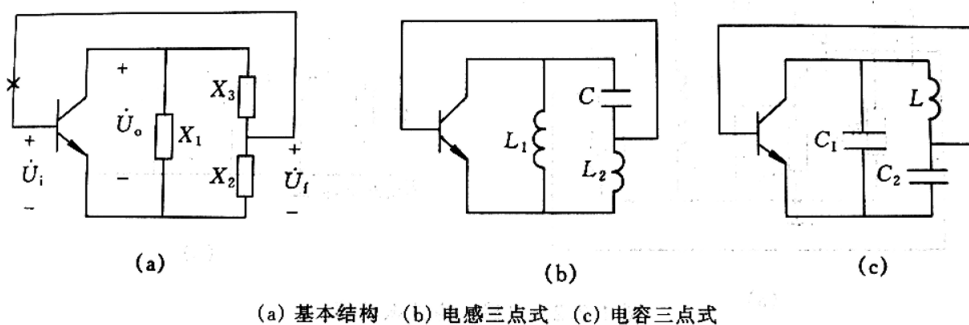 + X₃
U̇ₒ X₁
+ − X₂ +
U̇ᵢ U̇f
− −
(a)
C
L₁
L₂
(b)
L
C₁
C₂
(c)
(a) 基本结构 (b) 电感三点式 (c) 电容三点式